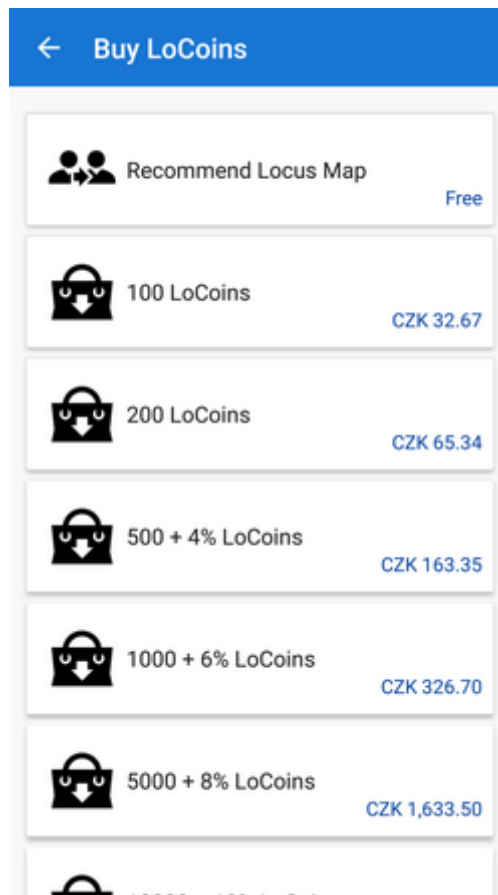 Buy LoCoins
Recommend Locus Map
Free
100 LoCoins
CZK 32.67
200 LoCoins
CZK 65.34
500 + 4% LoCoins
CZK 163.35
1000 + 6% LoCoins
CZK 326.70
5000 + 8% LoCoins
CZK 1,633.50